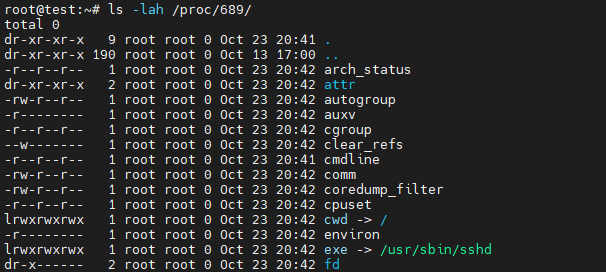 root@test:~# ls -lah /proc/689/
total 0
dr-xr-xr-x   9 root root 0 Oct 23 20:41 .
dr-xr-xr-x 190 root root 0 Oct 13 17:00 ..
-r--r--r--   1 root root 0 Oct 23 20:42 arch_status
dr-xr-xr-x   2 root root 0 Oct 23 20:42 attr
-rw-r--r--   1 root root 0 Oct 23 20:42 autogroup
-r--------   1 root root 0 Oct 23 20:42 auxv
-r--r--r--   1 root root 0 Oct 23 20:42 cgroup
--w-------   1 root root 0 Oct 23 20:42 clear_refs
-r--r--r--   1 root root 0 Oct 23 20:41 cmdline
-rw-r--r--   1 root root 0 Oct 23 20:42 comm
-rw-r--r--   1 root root 0 Oct 23 20:42 coredump_filter
-r--r--r--   1 root root 0 Oct 23 20:42 cpuset
lrwxrwxrwx   1 root root 0 Oct 23 20:42 cwd -> /
-r--------   1 root root 0 Oct 23 20:42 environ
lrwxrwxrwx   1 root root 0 Oct 23 20:42 exe -> /usr/sbin/sshd
dr-x------   2 root root 0 Oct 23 20:42 fd